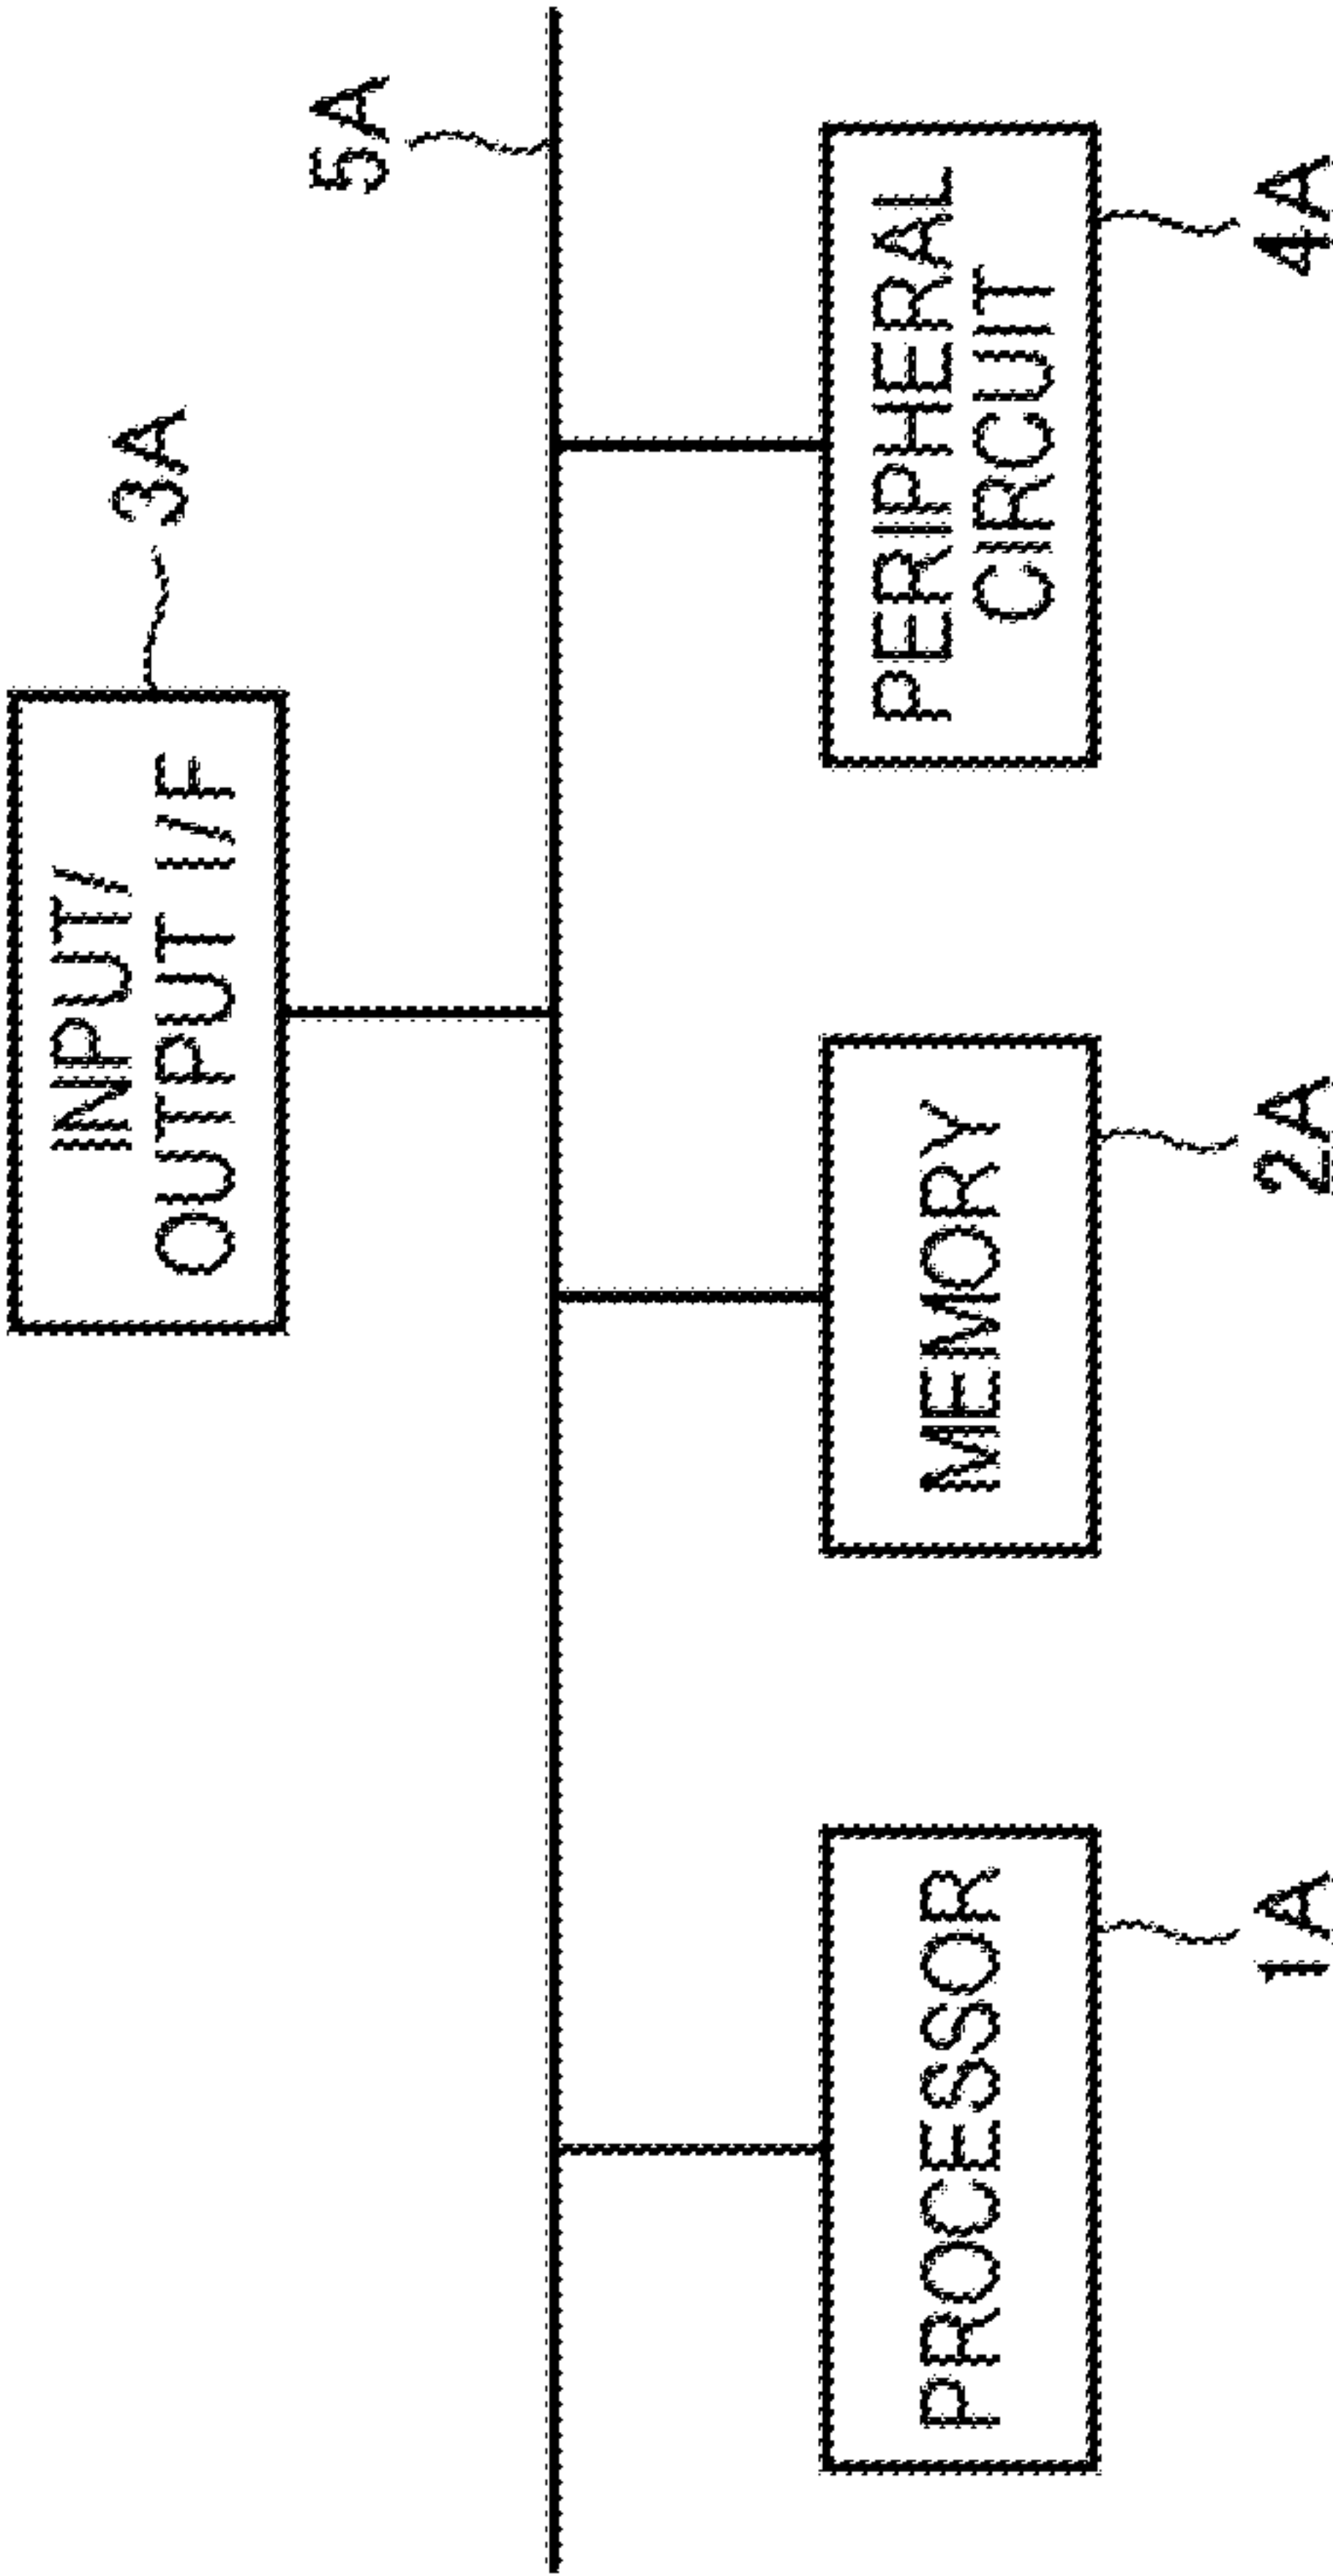 INPUT/
OUTPUT I/F
3A
5A
PROCESSOR
MEMORY
PERIPHERAL
CIRCUIT
1A
2A
4A